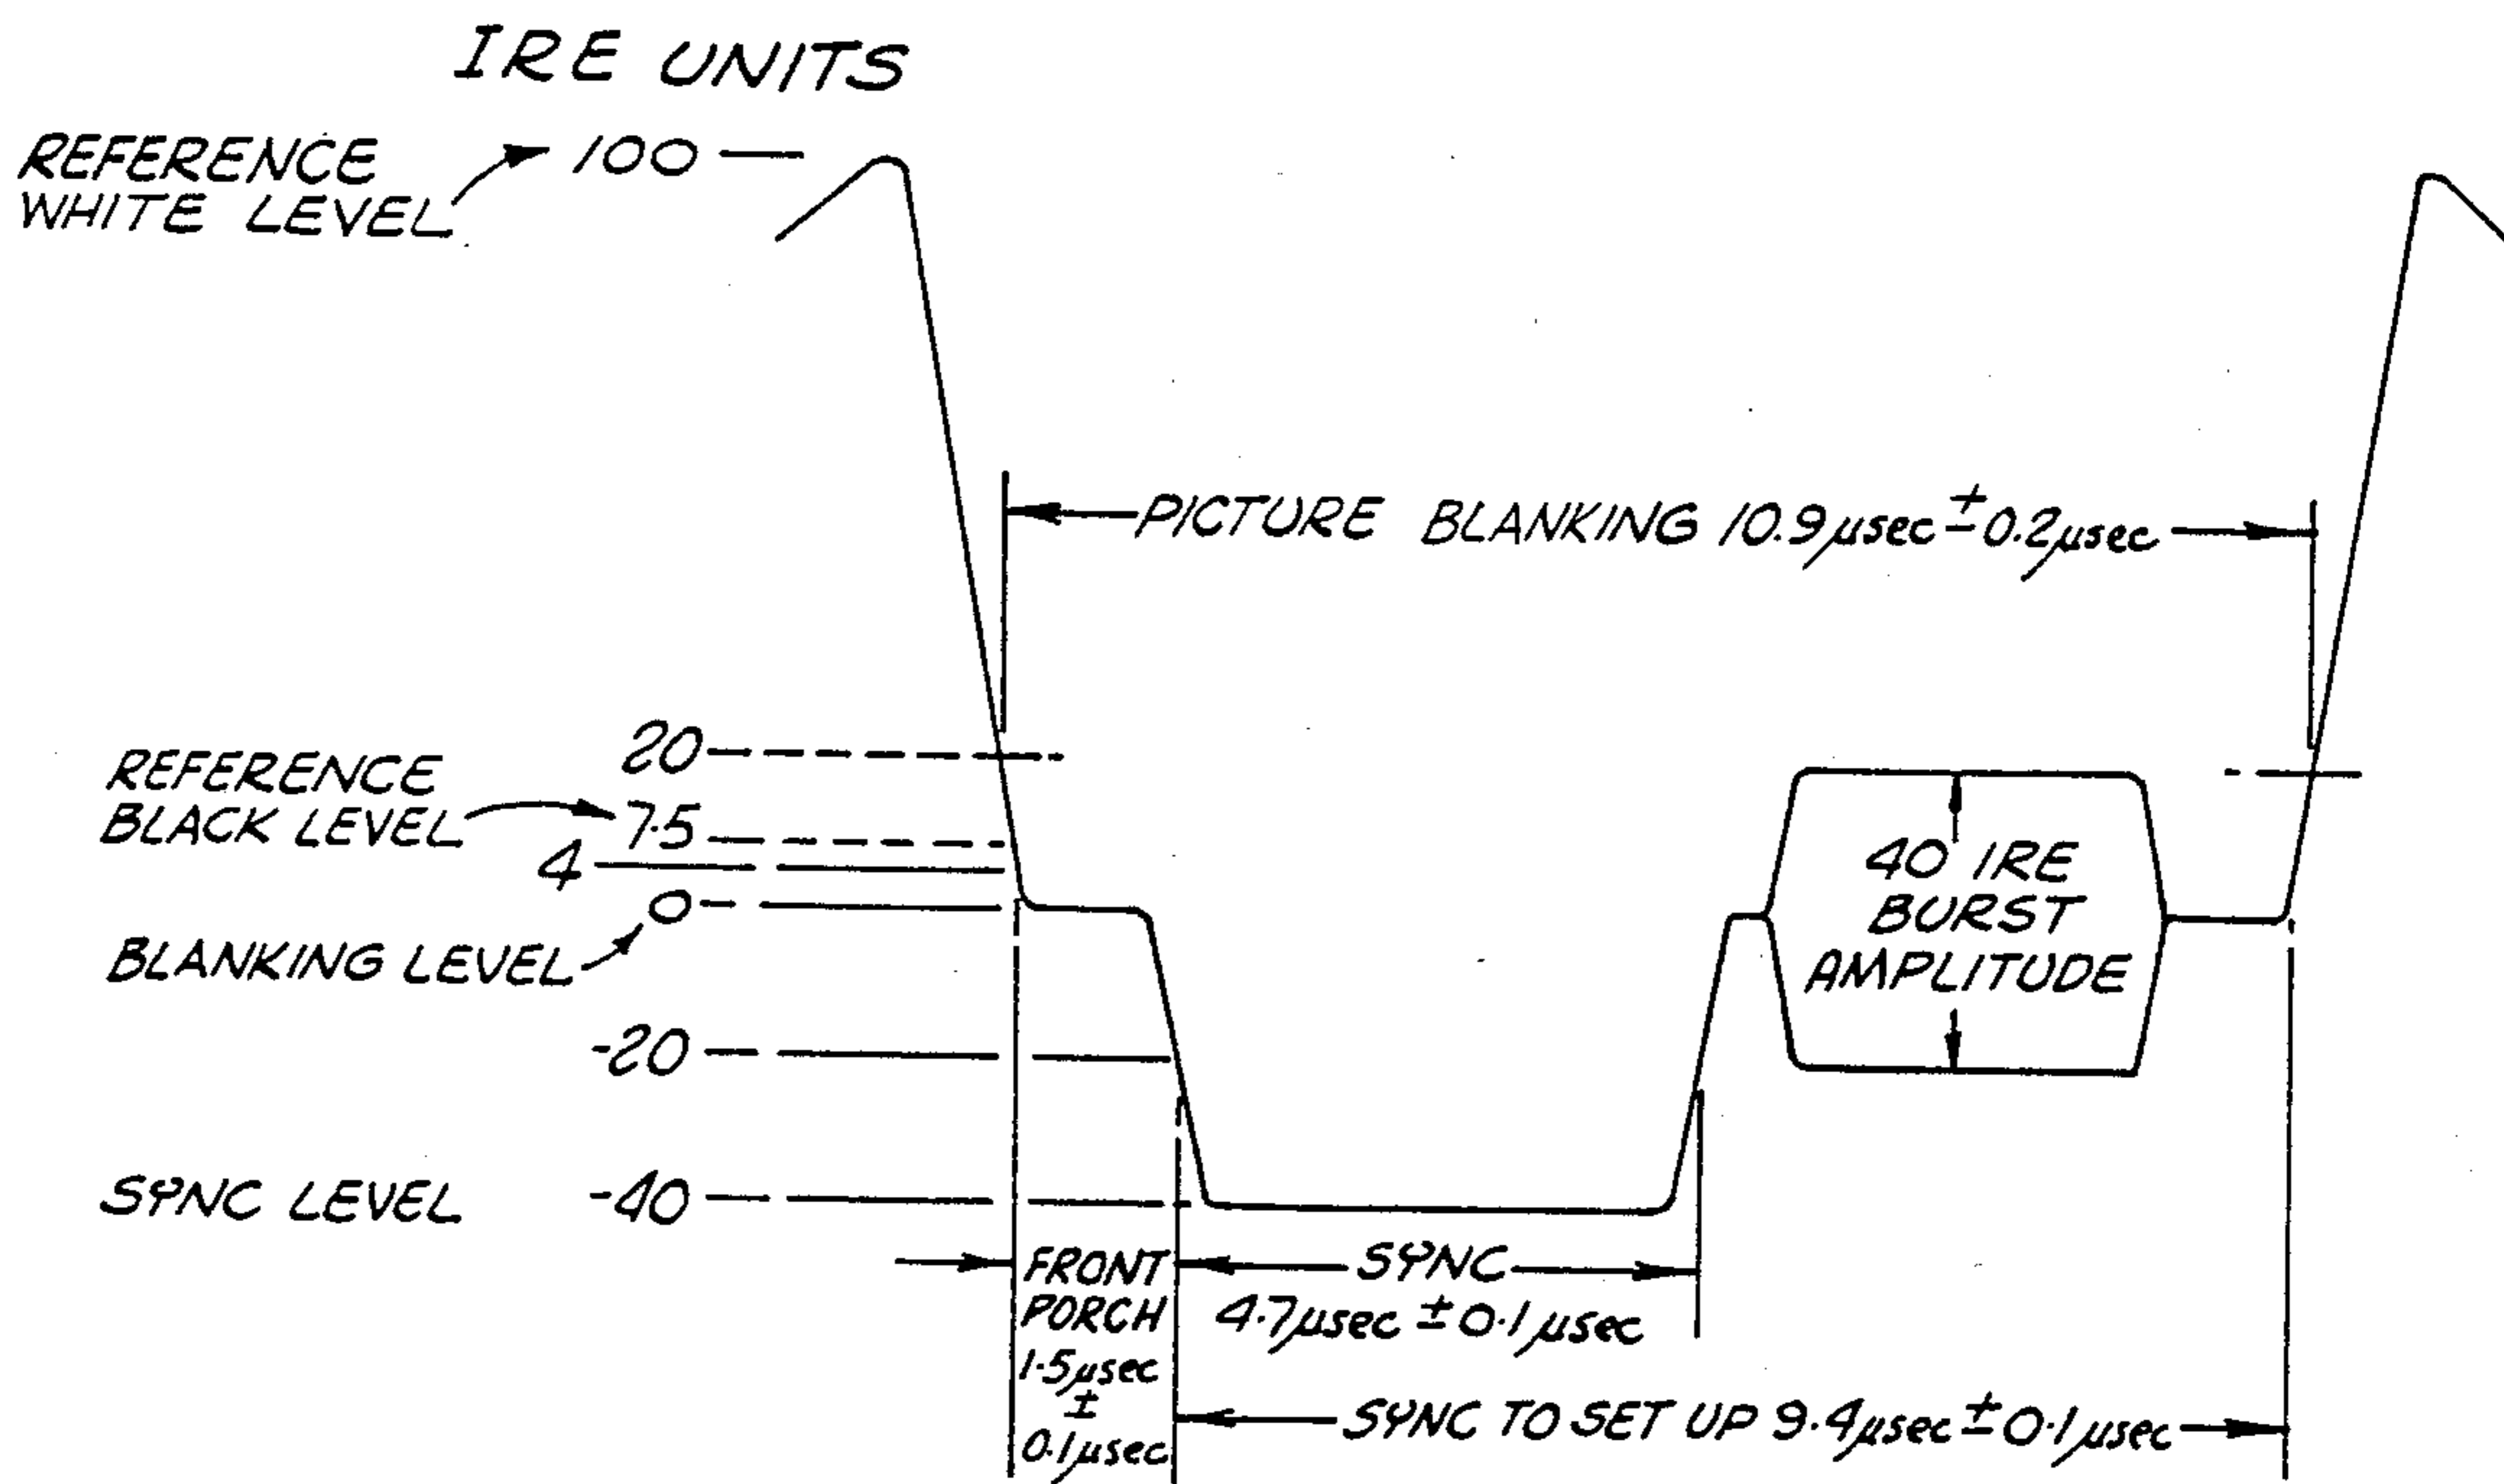 IRE UNITS
REFERENCE
WHITE LEVEL
100
PICTURE BLANKING 10.9μsec ± 0.2μsec
20
REFERENCE
BLACK LEVEL
7.5
4
0
BLANKING LEVEL
40 IRE
BURST
AMPLITUDE
-20
SYNC LEVEL
-40
FRONT
PORCH
1.5μsec
±
0.1μsec
SYNC
4.7μsec ± 0.1μsec
SYNC TO SET UP 9.4μsec ± 0.1μsec